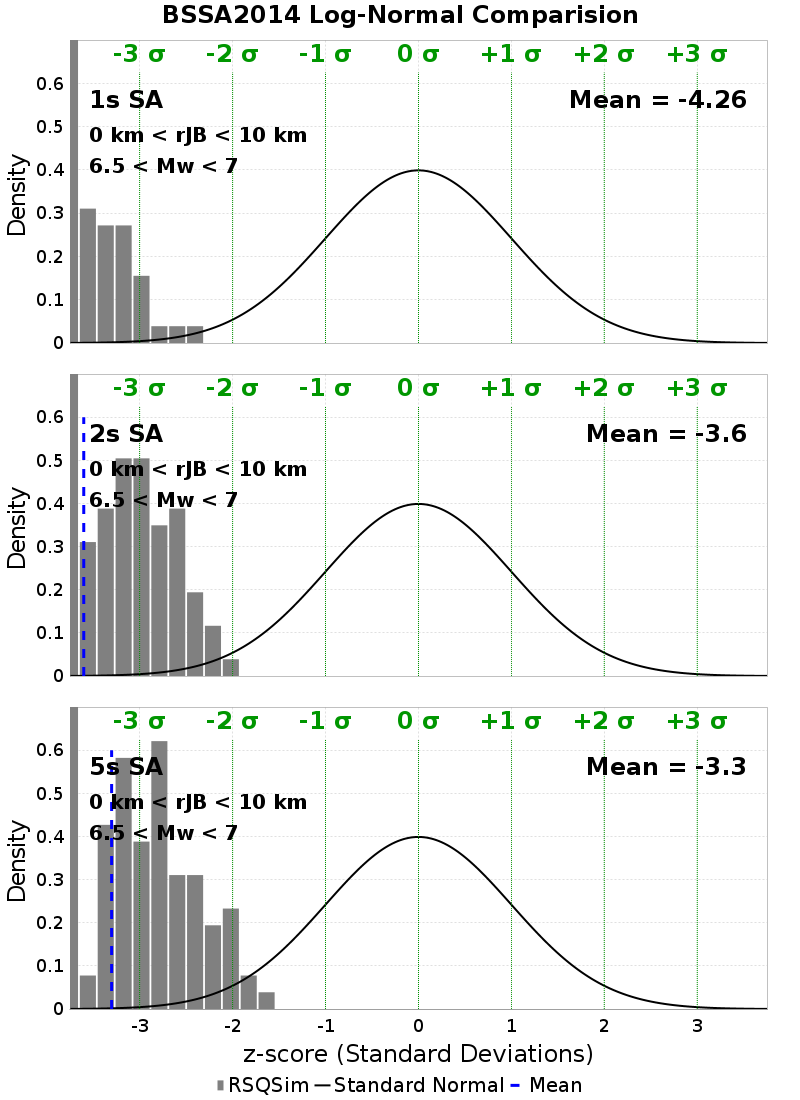 BSSA2014 Log-Normal Comparision
-3 σ -2 σ -1 σ 0 σ +1 σ +2 σ +3 σ
1s SA
Mean = -4.26
0 km < rJB < 10 km
6.5 < Mw < 7
Density
0.6
0.5
0.4
0.3
0.2
0.1
0
-3 σ -2 σ -1 σ 0 σ +1 σ +2 σ +3 σ
2s SA
Mean = -3.6
0 km < rJB < 10 km
6.5 < Mw < 7
Density
0.6
0.5
0.4
0.3
0.2
0.1
0
-3 σ -2 σ -1 σ 0 σ +1 σ +2 σ +3 σ
5s SA
Mean = -3.3
0 km < rJB < 10 km
6.5 < Mw < 7
Density
0.6
0.5
0.4
0.3
0.2
0.1
0
-3 -2 -1 0 1 2 3
z-score (Standard Deviations)
RSQSim Standard Normal Mean